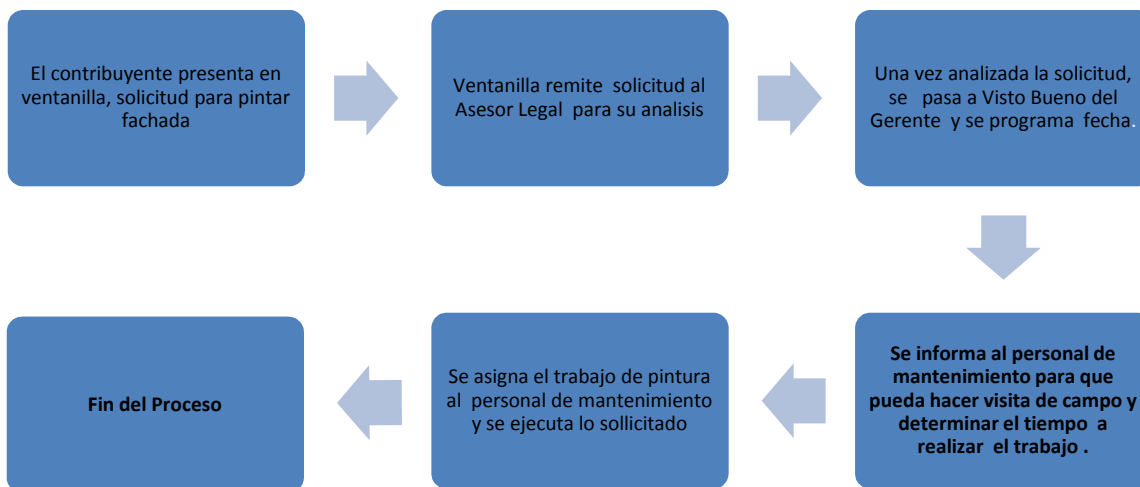 El contribuyente presenta en
ventanilla, solicitud para pintar
fachada
Ventanilla remite solicitud al
Asesor Legal para su analisis
Una vez analizada la solicitud,
se pasa a Visto Bueno del
Gerente y se programa fecha.
Se informa al personal de
mantenimiento para que
pueda hacer visita de campo y
determinar el tiempo a
realizar el trabajo .
Se asigna el trabajo de pintura
al personal de mantenimiento
y se ejecuta lo sollicitado
Fin del Proceso